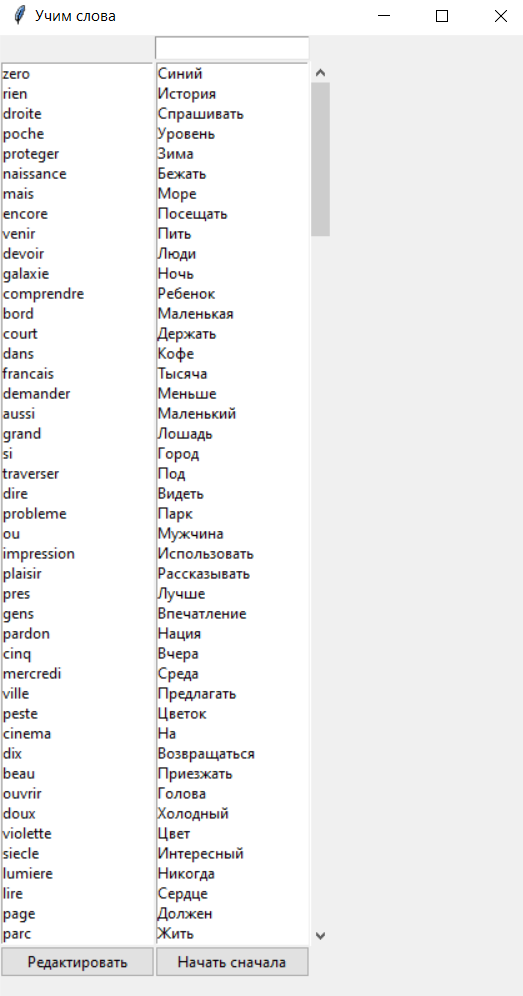 Учим слова
zero Синий
rien История
droite Спрашивать
poche Уровень
proteger Зима
naissance Бежать
mais Море
encore Посещать
venir Пить
devoir Люди
galaxie Ночь
comprendre Ребенок
bord Маленькая
court Держать
dans Кофе
francais Тысяча
demander Меньше
aussi Маленький
grand Лошадь
si Город
traverser Под
dire Видеть
probleme Парк
ou Мужчина
impression Использовать
plaisir Рассказывать
pres Лучше
gens Впечатление
pardon Нация
cinq Вчера
mercredi Среда
ville Предлагать
peste Цветок
cinema На
dix Возвращаться
beau Приезжать
ouvrir Голова
doux Холодный
violette Цвет
siecle Интересный
lumiere Никогда
lire Сердце
page Должен
parc Жить
Редактировать Начать сначала